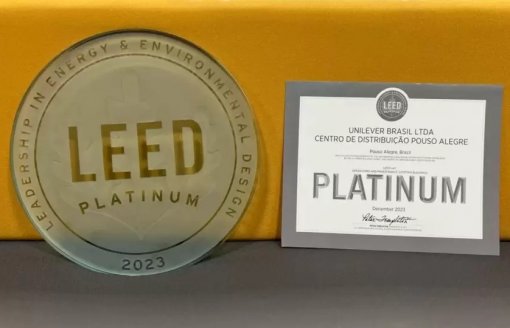 LEADERSHIP IN ENERGY & ENVIRONMENTAL DESIGN
LEED
PLATINUM
2023
LEED
UNILEVER BRASIL LTDA
CENTRO DE DISTRIBUIÇÃO POUSO ALEGRE
Pouso Alegre, Brazil
PLATINUM
December 2023